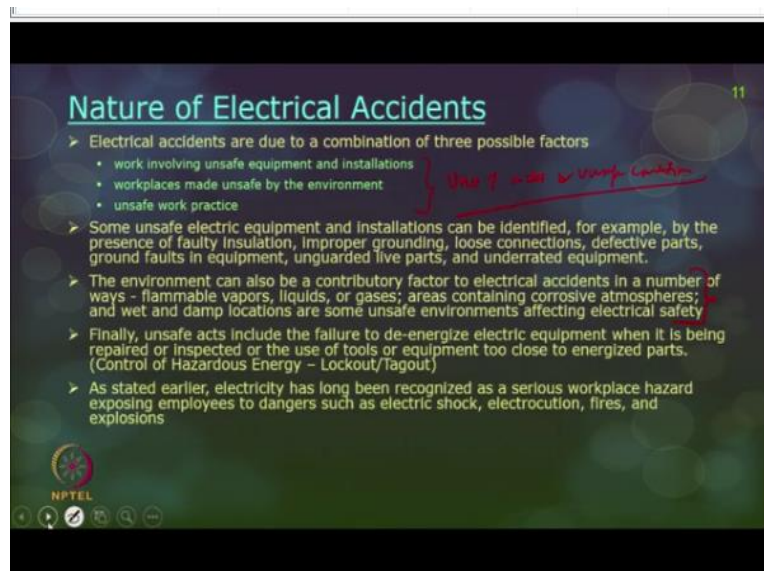 11
Nature of Electrical Accidents
➤ Electrical accidents are due to a combination of three possible factors
• work involving unsafe equipment and installations
• workplaces made unsafe by the environment
• unsafe work practice
➤ Some unsafe electric equipment and installations can be identified, for example, by the
presence of faulty insulation, improper grounding, loose connections, defective parts,
ground faults in equipment, unguarded live parts, and underrated equipment.
➤ The environment can also be a contributory factor to electrical accidents in a number of
ways - flammable vapors, liquids, or gases; areas containing corrosive atmospheres;
and wet and damp locations are some unsafe environments affecting electrical safety
➤ Finally, unsafe acts include the failure to de-energize electric equipment when it is being
repaired or inspected or the use of tools or equipment too close to energized parts.
(Control of Hazardous Energy – Lockout/Tagout)
➤ As stated earlier, electricity has long been recognized as a serious workplace hazard
exposing employees to dangers such as electric shock, electrocution, fires, and
explosions
NPTEL